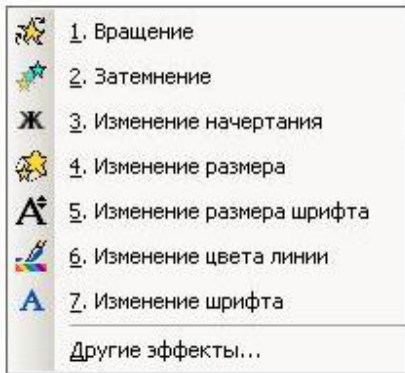 1. Вращение
2. Затемнение
Ж 3. Изменение начертания
4. Изменение размера
A 5. Изменение размера шрифта
6. Изменение цвета линии
A 7. Изменение шрифта
Другие эффекты...